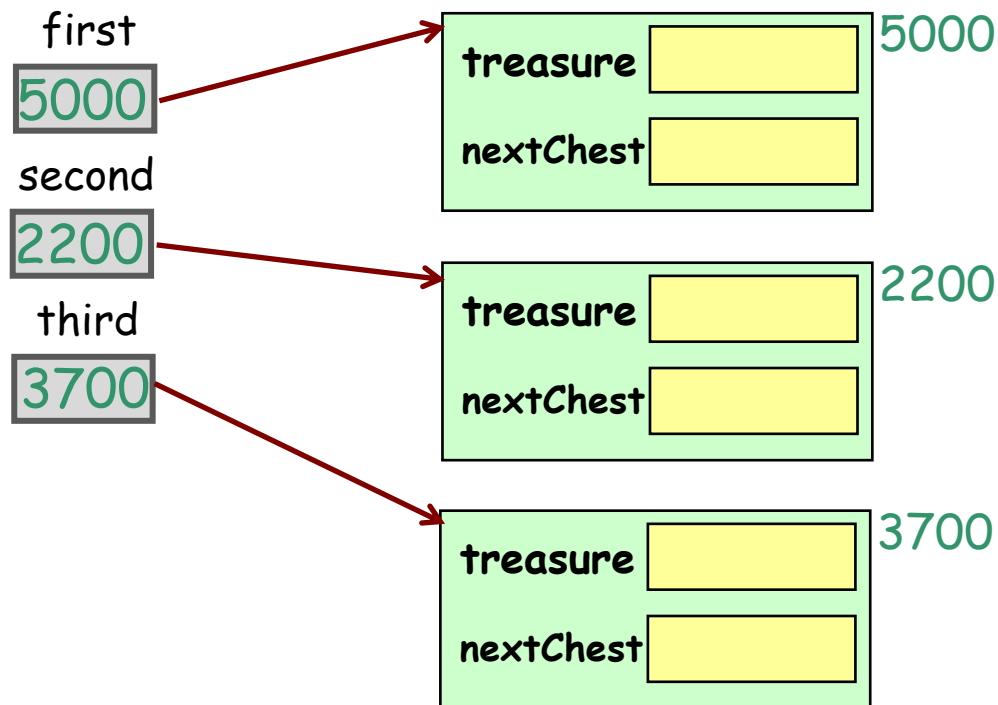 first
5000
second
2200
third
3700
treasure
nextChest
5000
treasure
nextChest
2200
treasure
nextChest
3700